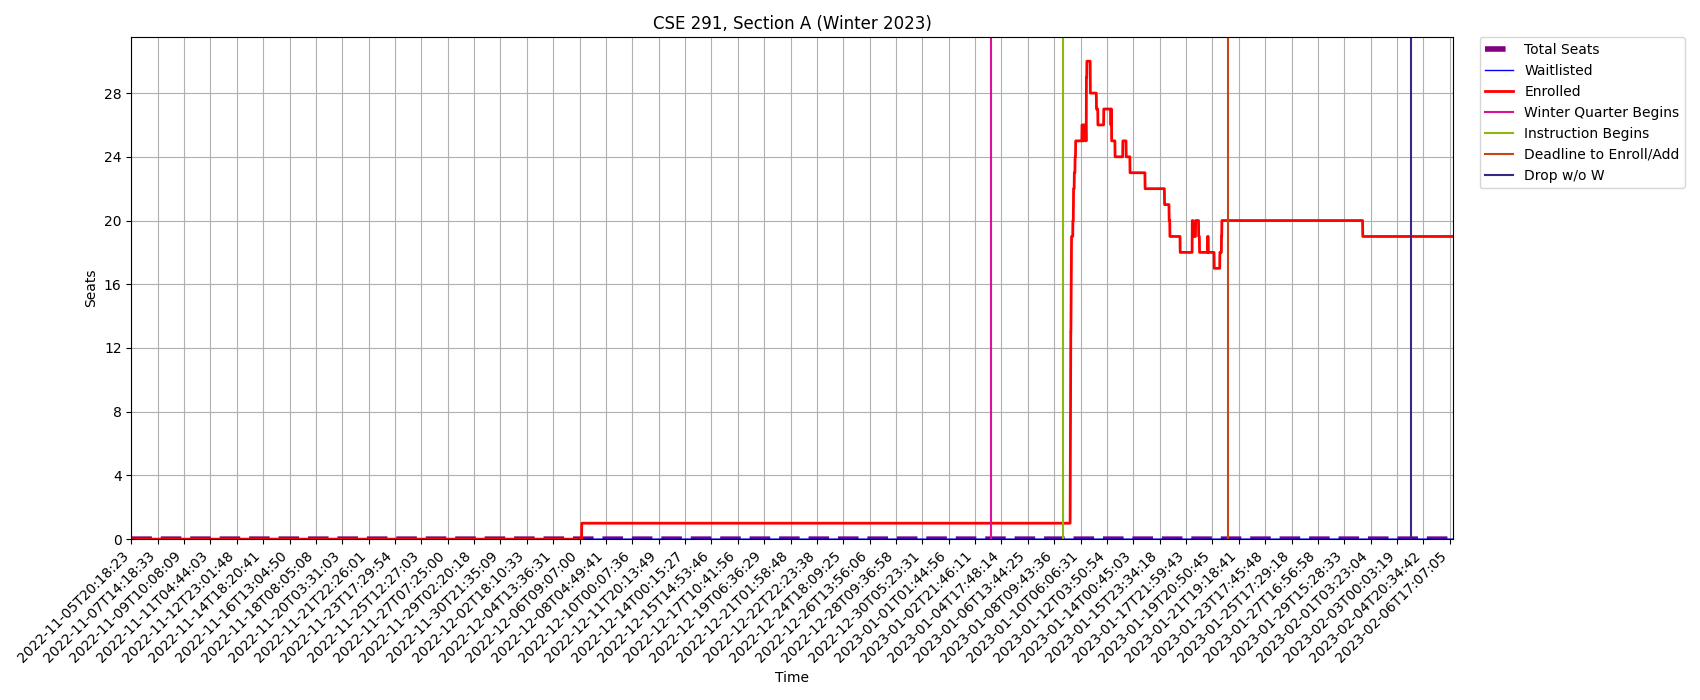 CSE 291, Section A (Winter 2023)
Total Seats
Waitlisted
Enrolled
Winter Quarter Begins
Instruction Begins
Deadline to Enroll/Add
Drop w/o W
Seats
28
24
20
16
12
8
4
0
2022-11-05T20:18:23
2022-11-07T14:18:33
2022-11-09T10:08:09
2022-11-11T04:44:03
2022-11-12T23:01:48
2022-11-14T18:20:41
2022-11-16T13:04:50
2022-11-18T08:05:08
2022-11-20T03:31:03
2022-11-21T22:26:01
2022-11-23T17:29:54
2022-11-25T12:27:03
2022-11-27T07:25:00
2022-11-29T02:20:18
2022-11-30T21:35:09
2022-12-02T18:10:33
2022-12-04T13:36:31
2022-12-06T09:07:00
2022-12-08T04:49:41
2022-12-10T00:07:36
2022-12-11T20:13:49
2022-12-14T00:15:27
2022-12-15T14:53:46
2022-12-17T10:41:56
2022-12-19T06:36:29
2022-12-21T01:58:48
2022-12-22T22:23:38
2022-12-24T18:09:25
2022-12-26T13:56:06
2022-12-28T09:36:58
2022-12-30T05:23:31
2023-01-01T01:44:56
2023-01-02T21:46:11
2023-01-04T17:48:14
2023-01-06T13:44:25
2023-01-08T09:43:36
2023-01-10T06:06:31
2023-01-12T03:50:54
2023-01-14T00:45:03
2023-01-15T22:34:18
2023-01-17T21:59:43
2023-01-19T20:50:45
2023-01-21T19:18:41
2023-01-23T17:45:48
2023-01-25T17:29:18
2023-01-27T16:56:58
2023-01-29T15:28:33
2023-02-01T03:23:04
2023-02-03T00:03:19
2023-02-04T20:34:42
2023-02-06T17:07:05
Time